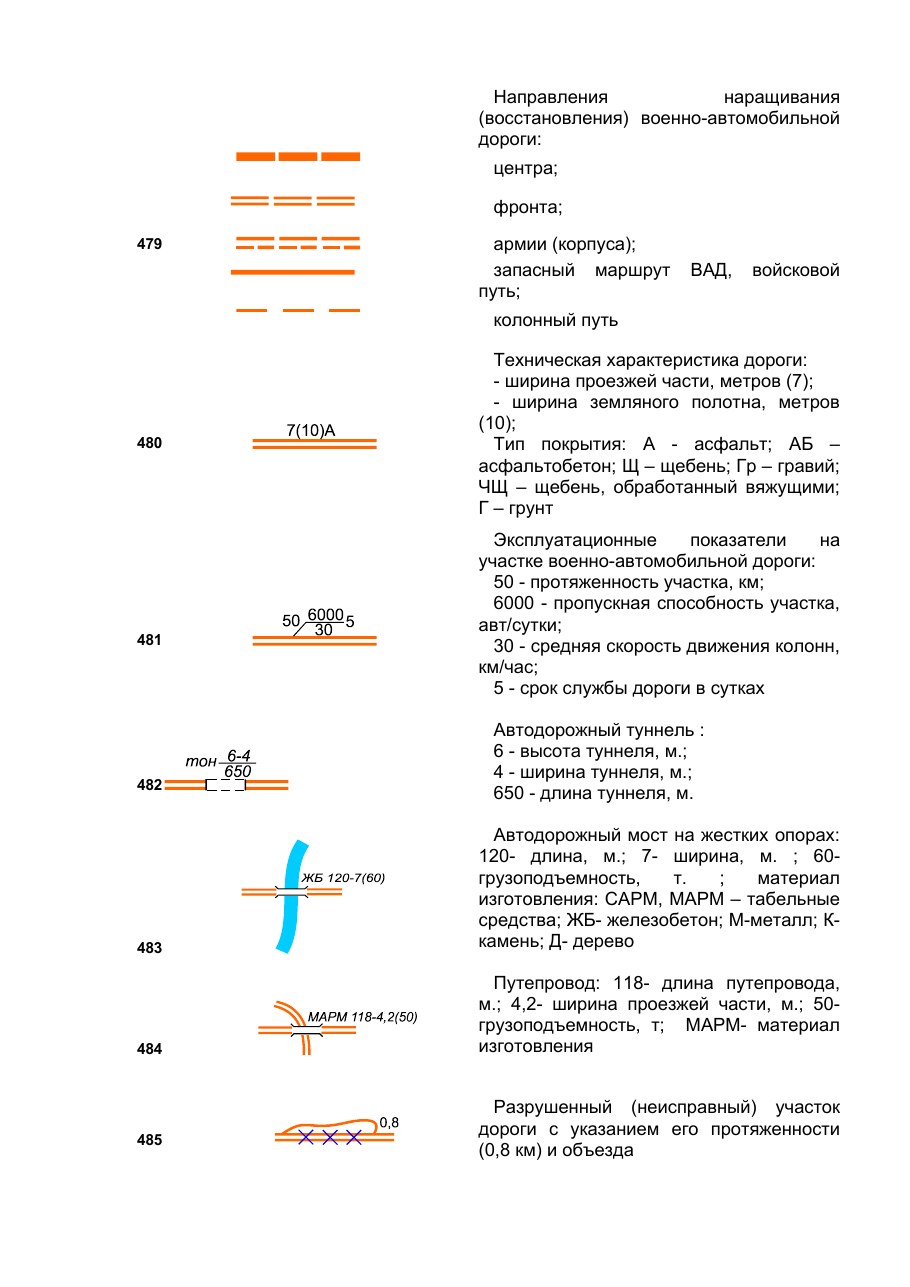 Направления наращивания
(восстановления) военно-автомобильной
дороги:
центра;
фронта;
479
армии (корпуса);
запасный маршрут ВАД, войсковой
путь;
колонный путь
Техническая характеристика дороги:
- ширина проезжей части, метров (7);
- ширина земляного полотна, метров
(10);
480
7(10)А
Тип покрытия: А - асфальт; АБ –
асфальтобетон; Щ – щебень; Гр – гравий;
ЧЩ – щебень, обработанный вяжущими;
Г – грунт
Эксплуатационные показатели на
участке военно-автомобильной дороги:
50 - протяженность участка, км;
6000 - пропускная способность участка,
авт/сутки;
481
50 6000 5
30
30 - средняя скорость движения колонн,
км/час;
5 - срок службы дороги в сутках
Автодорожный туннель :
6 - высота туннеля, м.;
4 - ширина туннеля, м.;
650 - длина туннеля, м.
482
тон 6-4
650
Автодорожный мост на жестких опорах:
120- длина, м.; 7- ширина, м. ; 60-
грузоподъемность, т. ; материал
изготовления: САРМ, МАРМ – табельные
средства; ЖБ- железобетон; М-металл; К-
камень; Д- дерево
ЖБ 120-7(60)
483
Путепровод: 118- длина путепровода,
м.; 4,2- ширина проезжей части, м.; 50-
грузоподъемность, т; МАРМ- материал
изготовления
МАРМ 118-4,2(50)
484
Разрушенный (неисправный) участок
дороги с указанием его протяженности
(0,8 км) и объезда
0,8
485